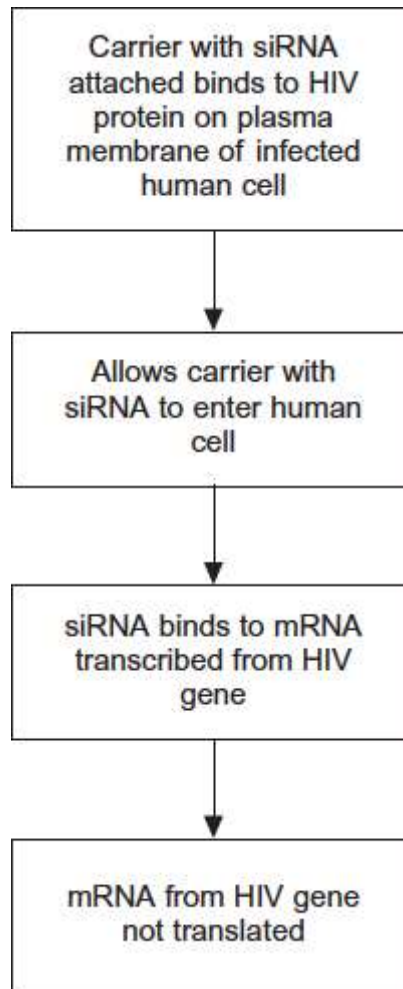 Carrier with siRNA
attached binds to HIV
protein on plasma
membrane of infected
human cell
Allows carrier with
siRNA to enter human
cell
siRNA binds to mRNA
transcribed from HIV
gene
mRNA from HIV gene
not translated